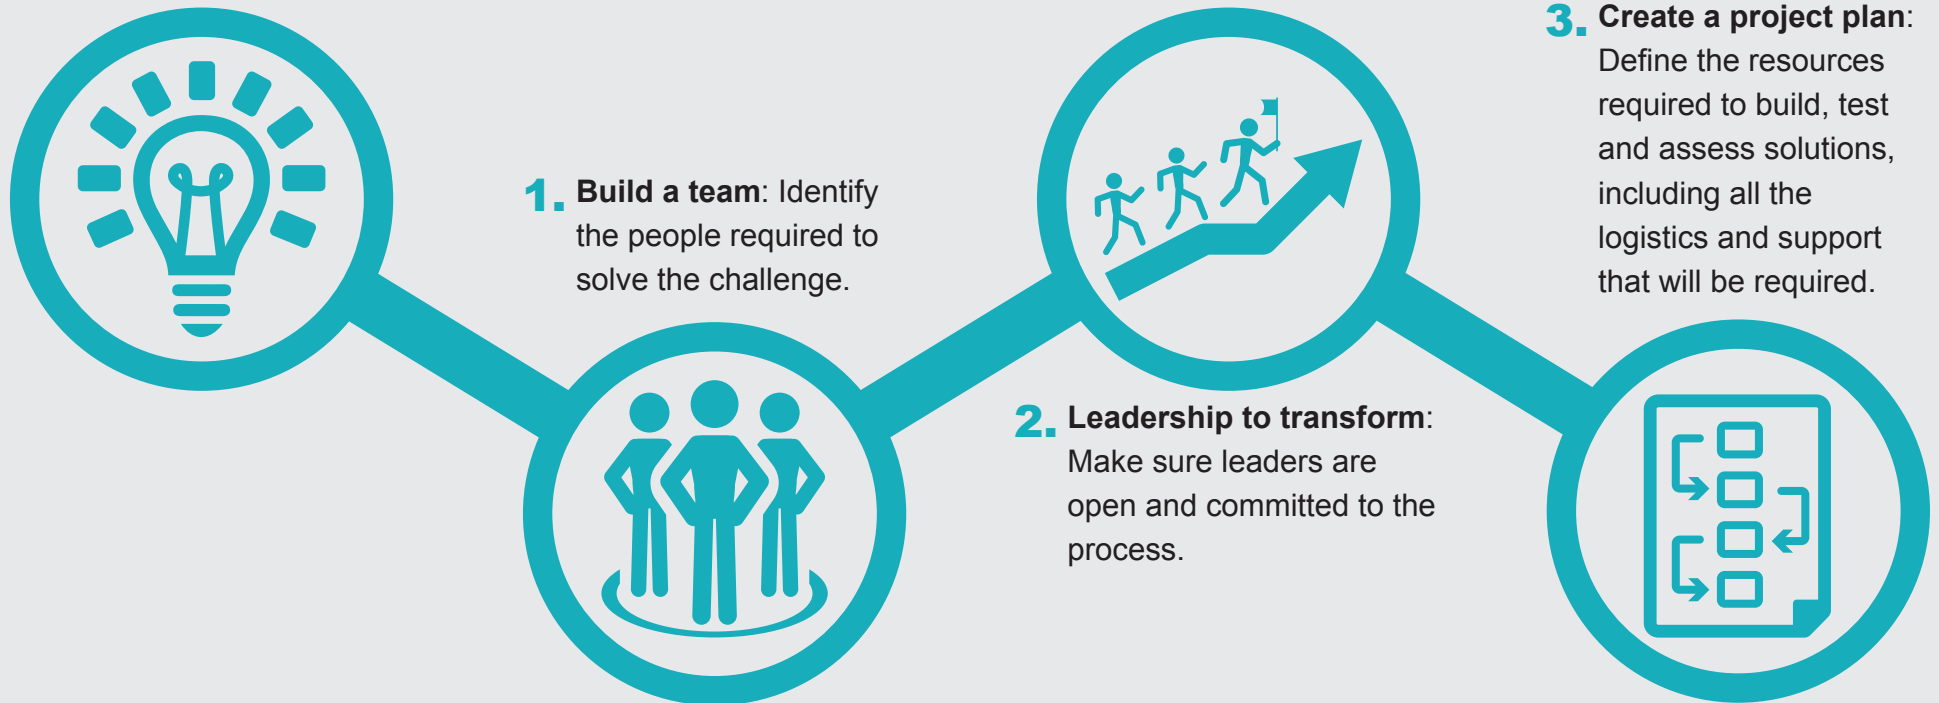 1. Build a team: Identify
the people required to
solve the challenge.
2. Leadership to transform:
Make sure leaders are
open and committed to the
process.
3. Create a project plan:
Define the resources
required to build, test
and assess solutions,
including all the
logistics and support
that will be required.